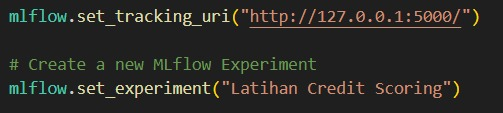 mlflow.set_tracking_uri("http://127.0.0.1:5000/")
# Create a new MLflow Experiment
mlflow.set_experiment("Latihan Credit Scoring")